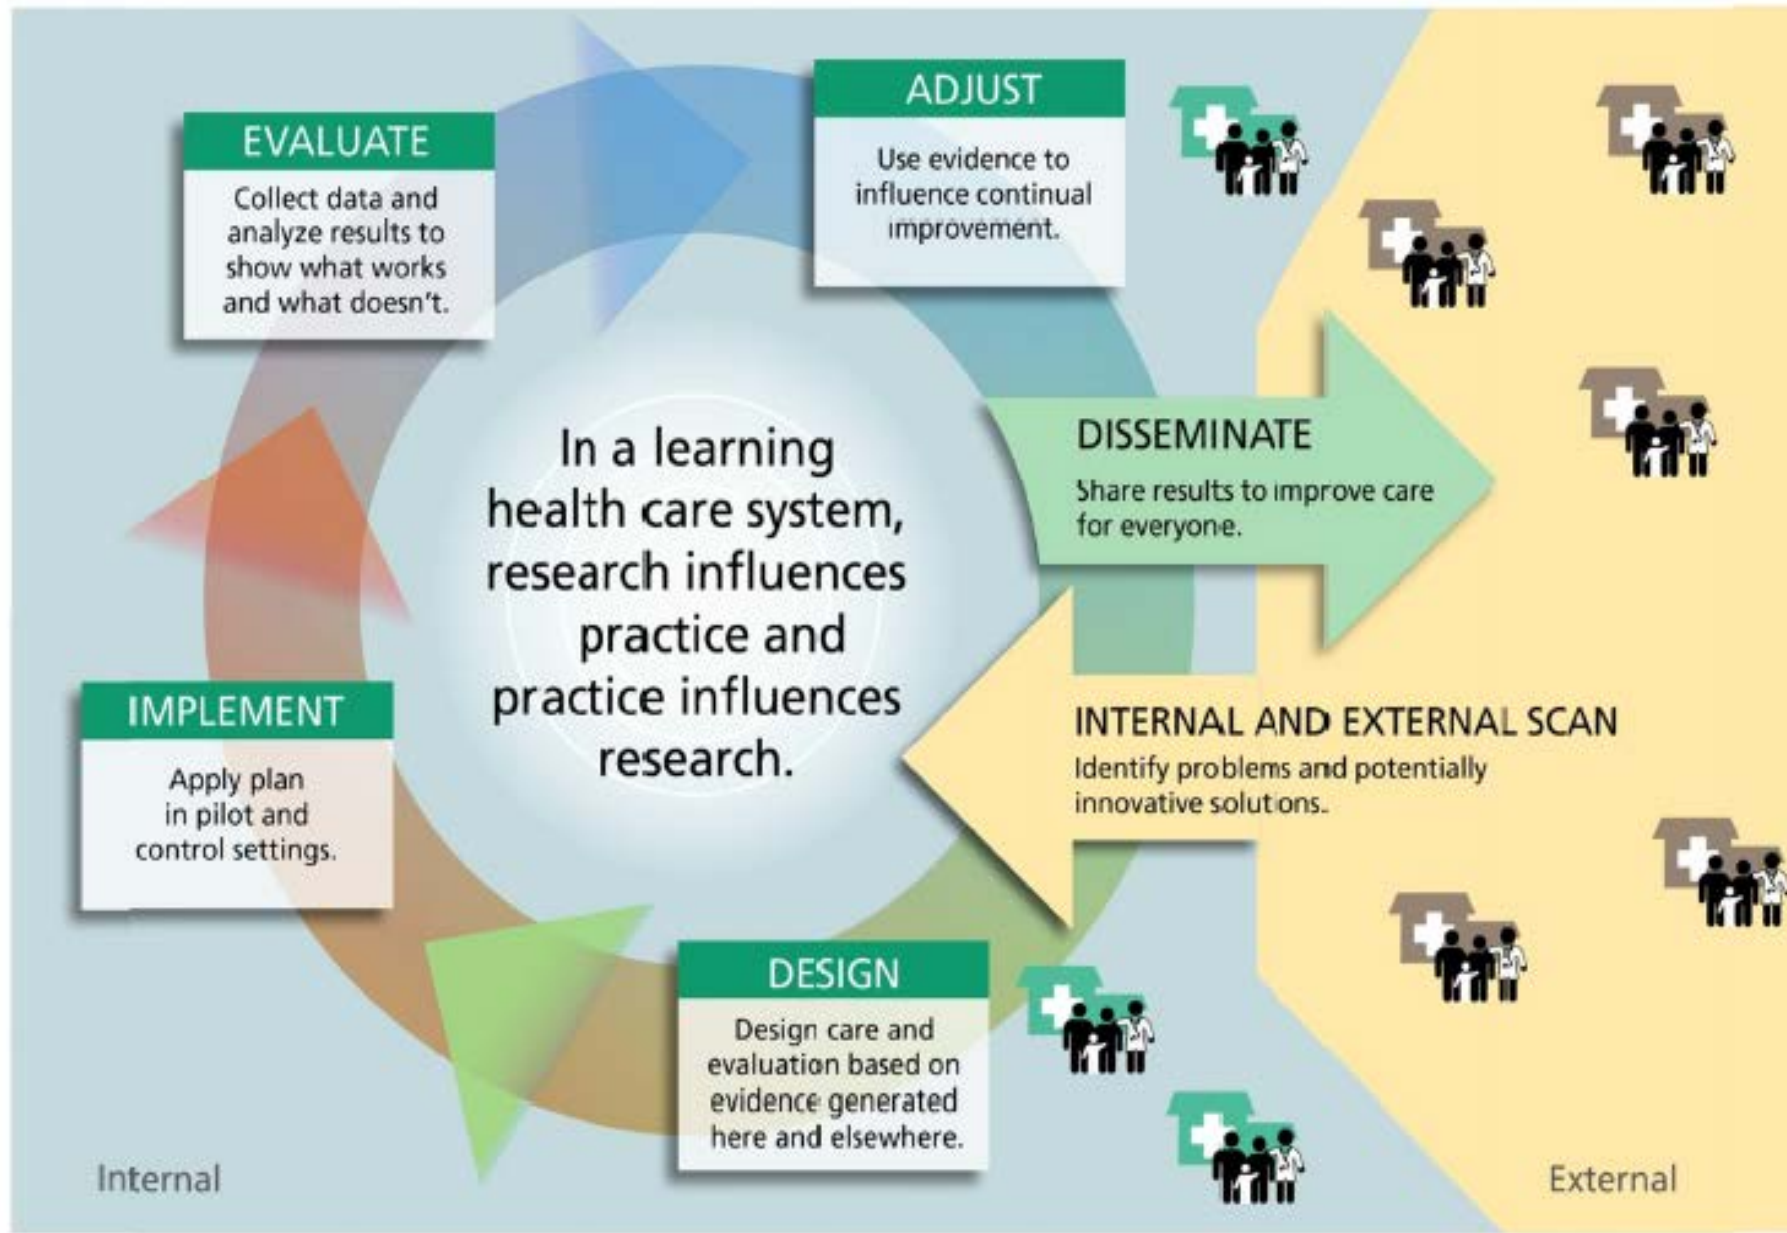 EVALUATE
Collect data and
analyze results to
show what works
and what doesn't.
ADJUST
Use evidence to
influence continual
improvement.
In a learning
health care system,
research influences
practice and
practice influences
research.
DISSEMINATE
Share results to improve care
for everyone.
INTERNAL AND EXTERNAL SCAN
Identify problems and potentially
innovative solutions.
IMPLEMENT
Apply plan
in pilot and
control settings.
DESIGN
Design care and
evaluation based on
evidence generated
here and elsewhere.
Internal
External